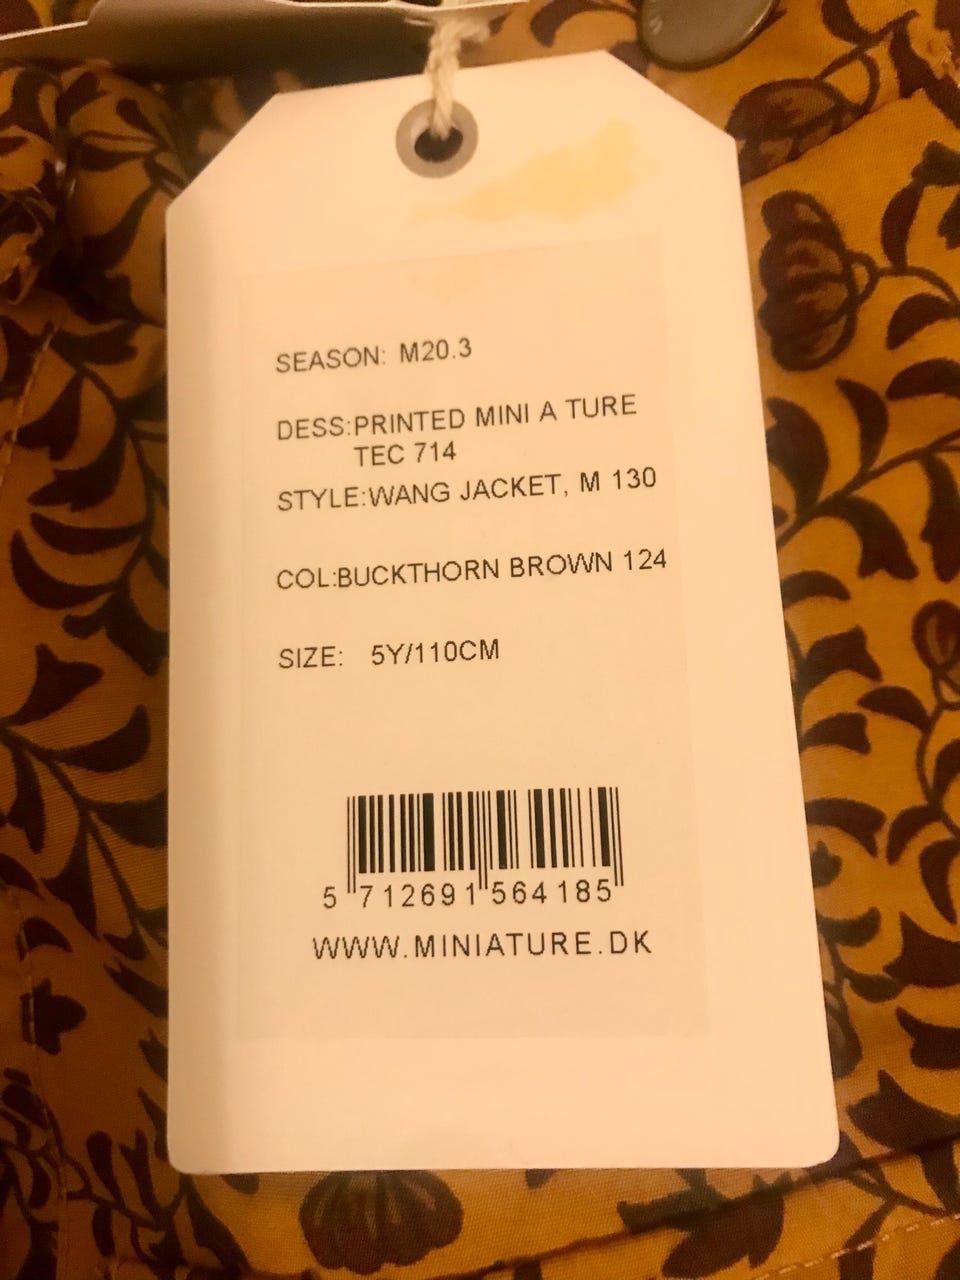 SEASON: M20.3
DESS:PRINTED MINI A TURE
TEC 714
STYLE:WANG JACKET, M 130
COL:BUCKTHORN BROWN 124
SIZE: 5Y/110CM
5 712691 564185
WWW.MINIATURE.DK